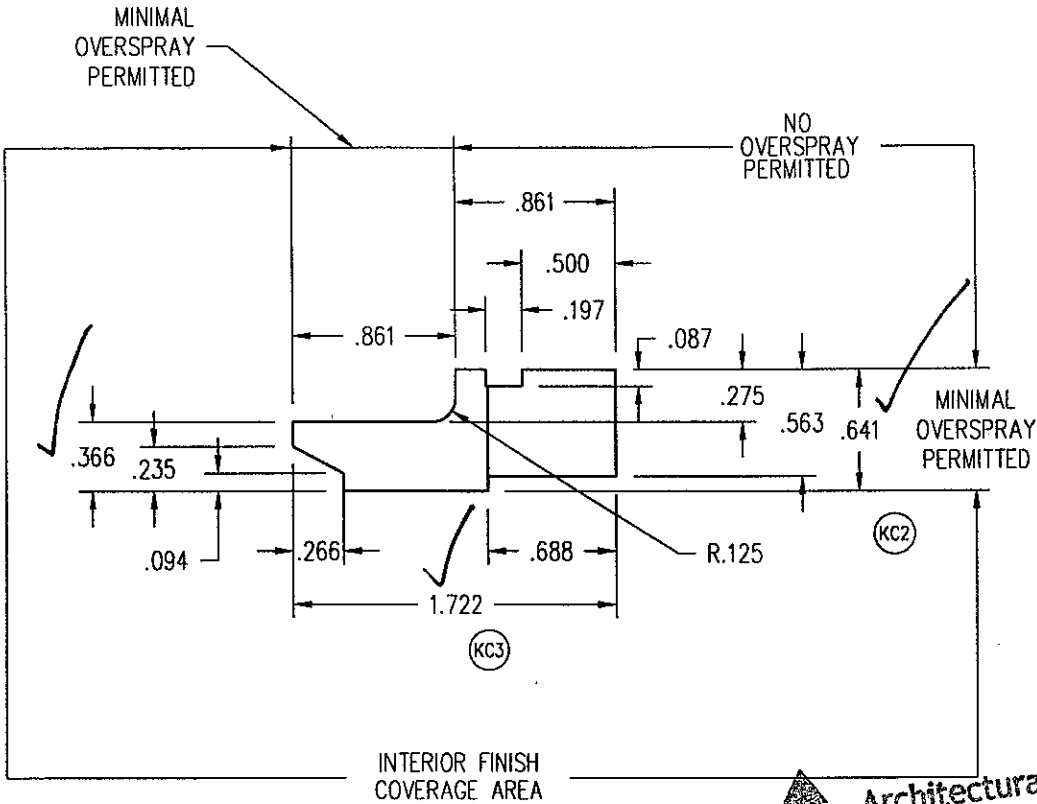 MINIMAL
OVERSPRAY
PERMITTED
NO
OVERSPRAY
PERMITTED
.861
.500
.197
.861
.087
.275
.563
.641
MINIMAL
OVERSPRAY
PERMITTED
.366
.235
.094
.266
.688
R.125
KC2
1.722
KC3
INTERIOR FINISH
COVERAGE AREA
Architectura